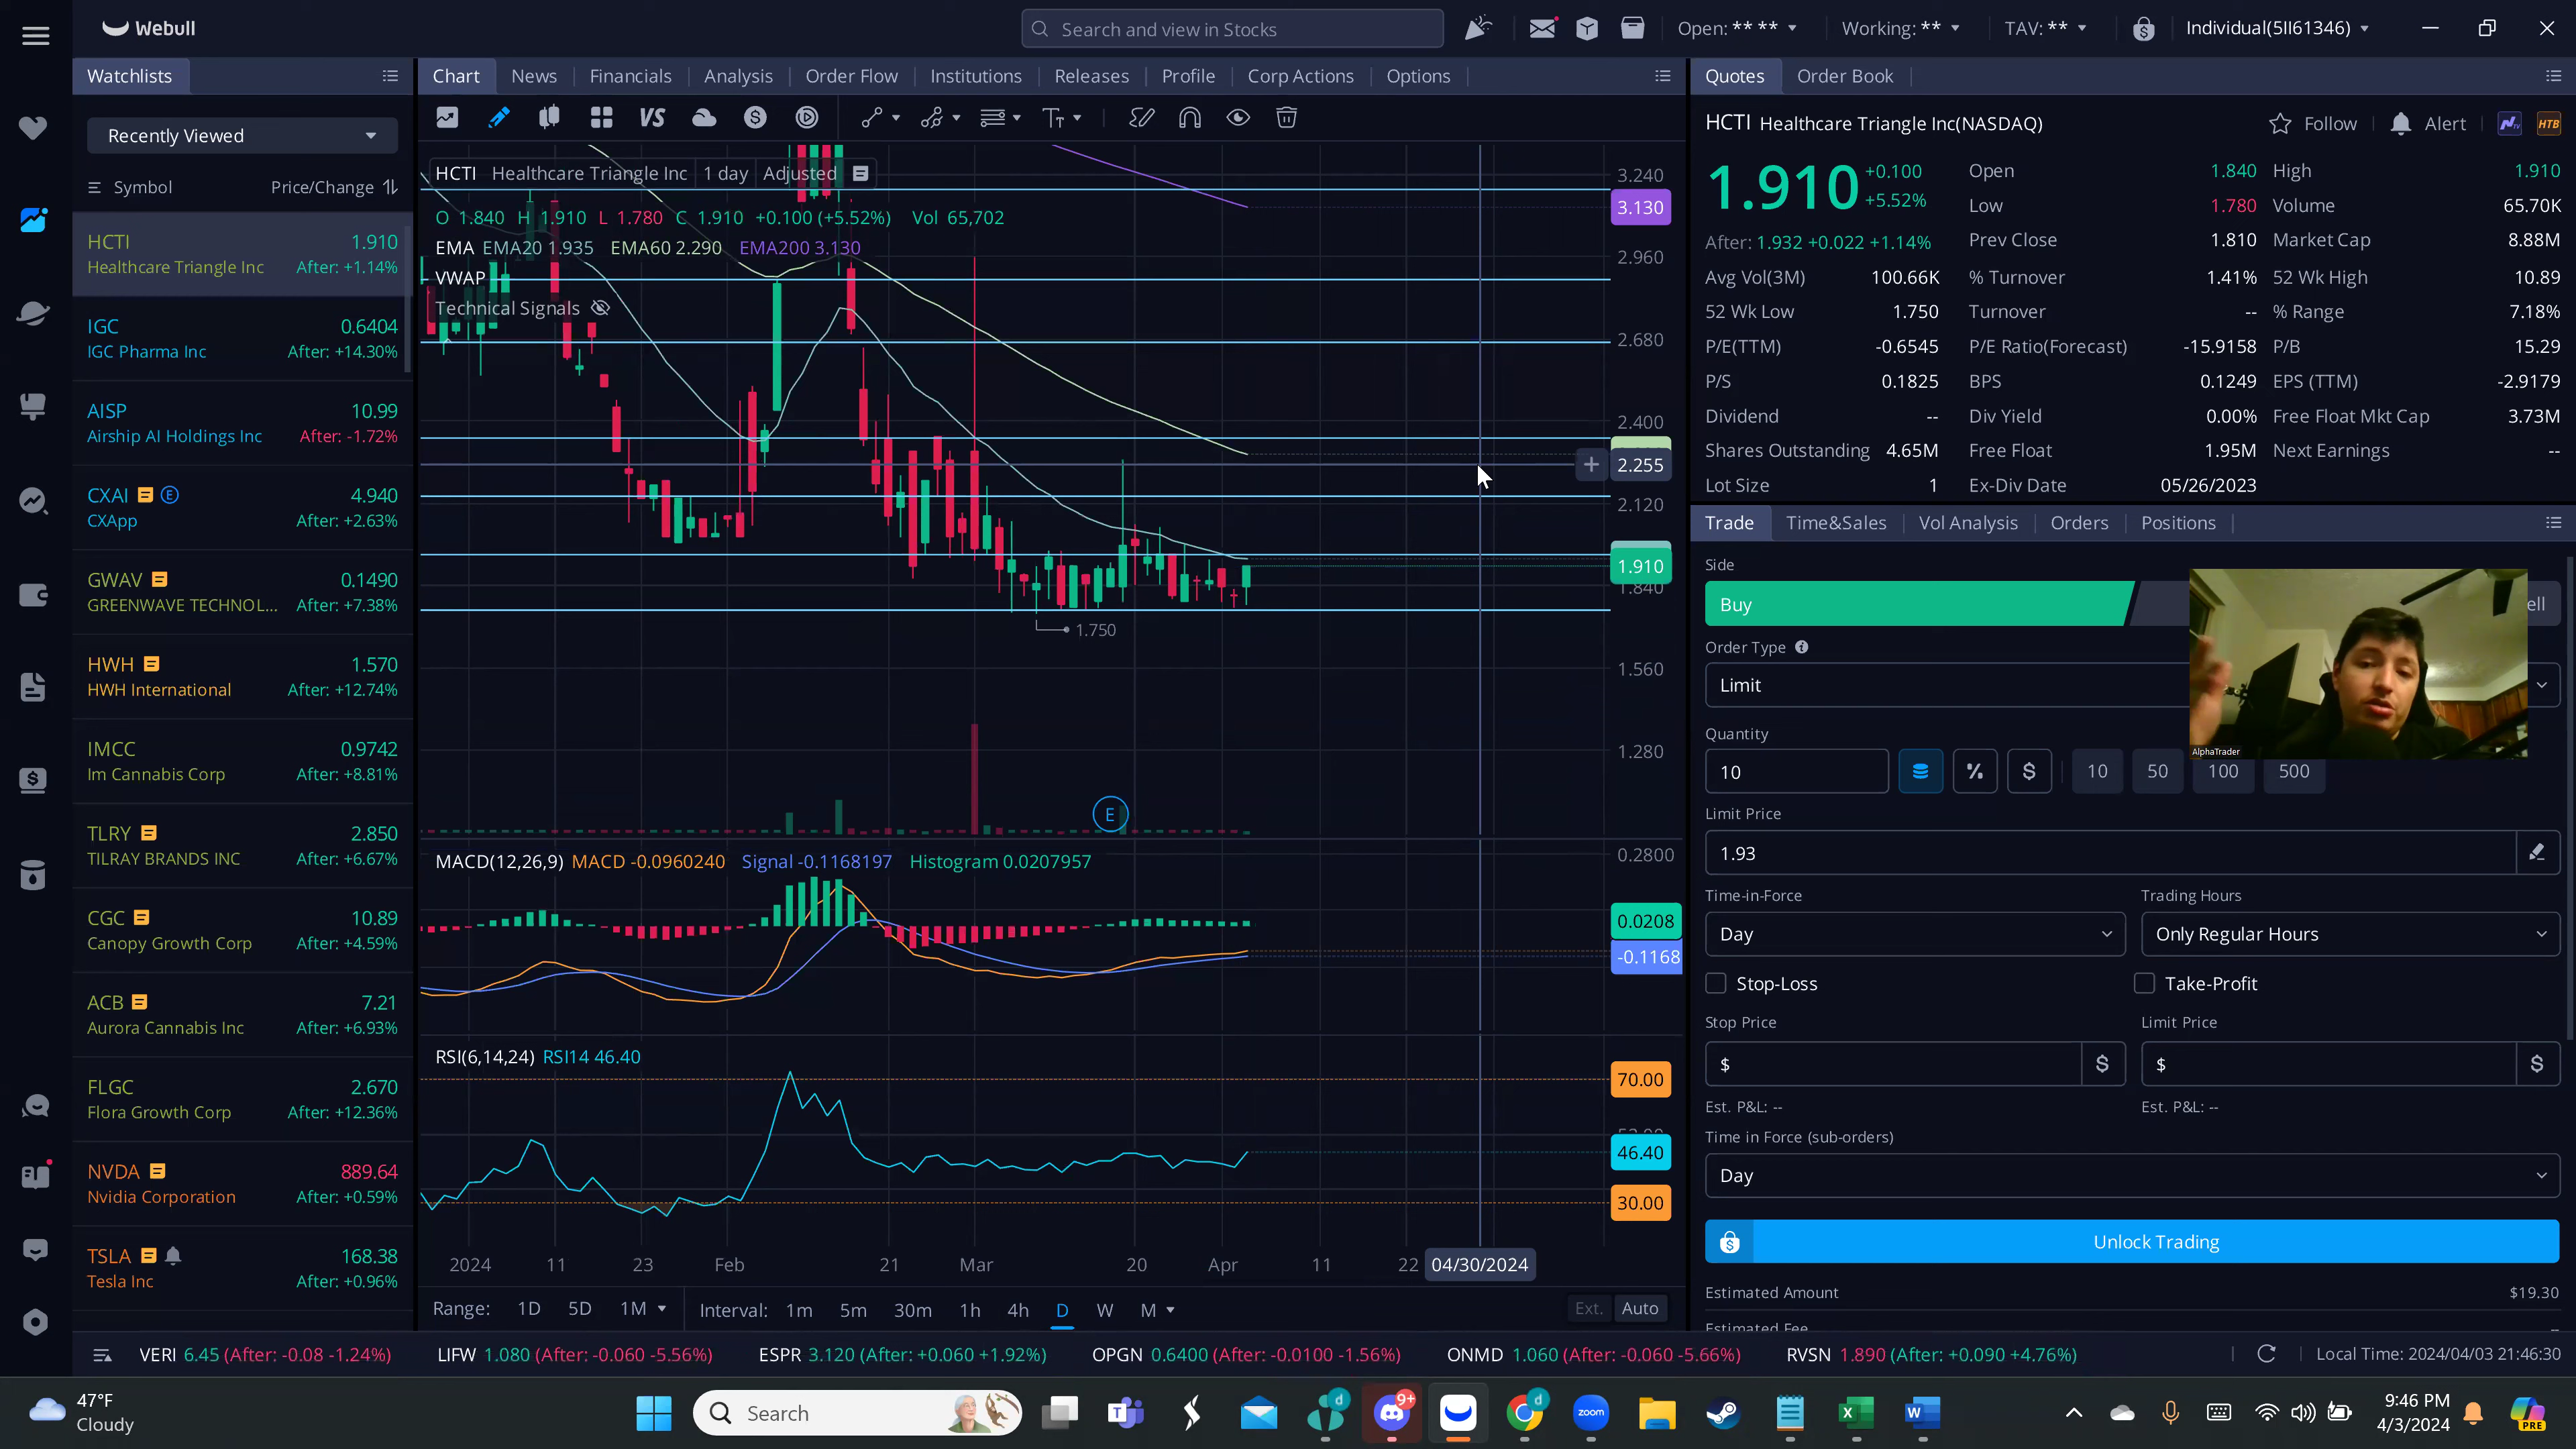 Webull
Search and view in Stocks
Open: ** **
Working: **
TAV: **
Individual(5II61346)
Watchlists
Recently Viewed
Symbol Price/Change
HCTI 1.910
Healthcare Triangle Inc After: +1.14%
IGC 0.6404
IGC Pharma Inc After: +14.30%
AISP 10.99
Airship AI Holdings Inc After: -1.72%
CXAI E 4.940
CXApp After: +2.63%
GWAV 0.1490
GREENWAVE TECHNOL... After: +7.38%
HWH 1.570
HWH International After: +12.74%
IMCC 0.9742
Im Cannabis Corp After: +8.81%
TLRY 2.850
TILRAY BRANDS INC After: +6.67%
CGC 10.89
Canopy Growth Corp After: +4.59%
ACB 7.21
Aurora Cannabis Inc After: +6.93%
FLGC 2.670
Flora Growth Corp After: +12.36%
NVDA 889.64
Nvidia Corporation After: +0.59%
TSLA 168.38
Tesla Inc After: +0.96%
Chart News Financials Analysis Order Flow Institutions Releases Profile Corp Actions Options
VS
HCTI Healthcare Triangle Inc 1 day Adjusted
O 1.840 H 1.910 L 1.780 C 1.910 +0.100 (+5.52%) Vol 65,702
EMA EMA20 1.935 EMA60 2.290 EMA200 3.130
VWAP
Technical Signals
3.240
3.130
2.960
2.680
2.400
2.255
2.120
1.910
1.840
1.750
1.560
1.280
E
MACD(12,26,9) MACD -0.0960240 Signal -0.1168197 Histogram 0.0207957
0.2800
0.0208
-0.1168
RSI(6,14,24) RSI14 46.40
70.00
46.40
30.00
2024 11 23 Feb 21 Mar 20 Apr 11 22 04/30/2024
Range: 1D 5D 1M Interval: 1m 5m 30m 1h 4h D W M Ext. Auto
Quotes Order Book
HCTI Healthcare Triangle Inc(NASDAQ) Follow Alert HTB
1.910 +0.100
+5.52%
After: 1.932 +0.022 +1.14%
Open 1.840 High 1.910
Low 1.780 Volume 65.70K
Prev Close 1.810 Market Cap 8.88M
Avg Vol(3M) 100.66K % Turnover 1.41% 52 Wk High 10.89
52 Wk Low 1.750 Turnover -- % Range 7.18%
P/E(TTM) -0.6545 P/E Ratio(Forecast) -15.9158 P/B 15.29
P/S 0.1825 BPS 0.1249 EPS (TTM) -2.9179
Dividend -- Div Yield 0.00% Free Float Mkt Cap 3.73M
Shares Outstanding 4.65M Free Float 1.95M Next Earnings --
Lot Size 1 Ex-Div Date 05/26/2023
Trade Time&Sales Vol Analysis Orders Positions
Side
Buy ell
Order Type
Limit
AlphaTrader
Quantity
10 % $ 10 50 100 500
Limit Price
1.93
Time-in-Force Trading Hours
Day Only Regular Hours
Stop-Loss Take-Profit
Stop Price Limit Price
$ $ $ $
Est. P&L: -- Est. P&L: --
Time in Force (sub-orders)
Day
Unlock Trading
Estimated Amount $19.30
Estimated Fee
VERI 6.45 (After: -0.08 -1.24%) LIFW 1.080 (After: -0.060 -5.56%) ESPR 3.120 (After: +0.060 +1.92%) OPGN 0.6400 (After: -0.0100 -1.56%) ONMD 1.060 (After: -0.060 -5.66%) RVSN 1.890 (After: +0.090 +4.76%) Local Time: 2024/04/03 21:46:30
47°F
Cloudy
Search
d
9+
d
zoom
9:46 PM
4/3/2024
PRE